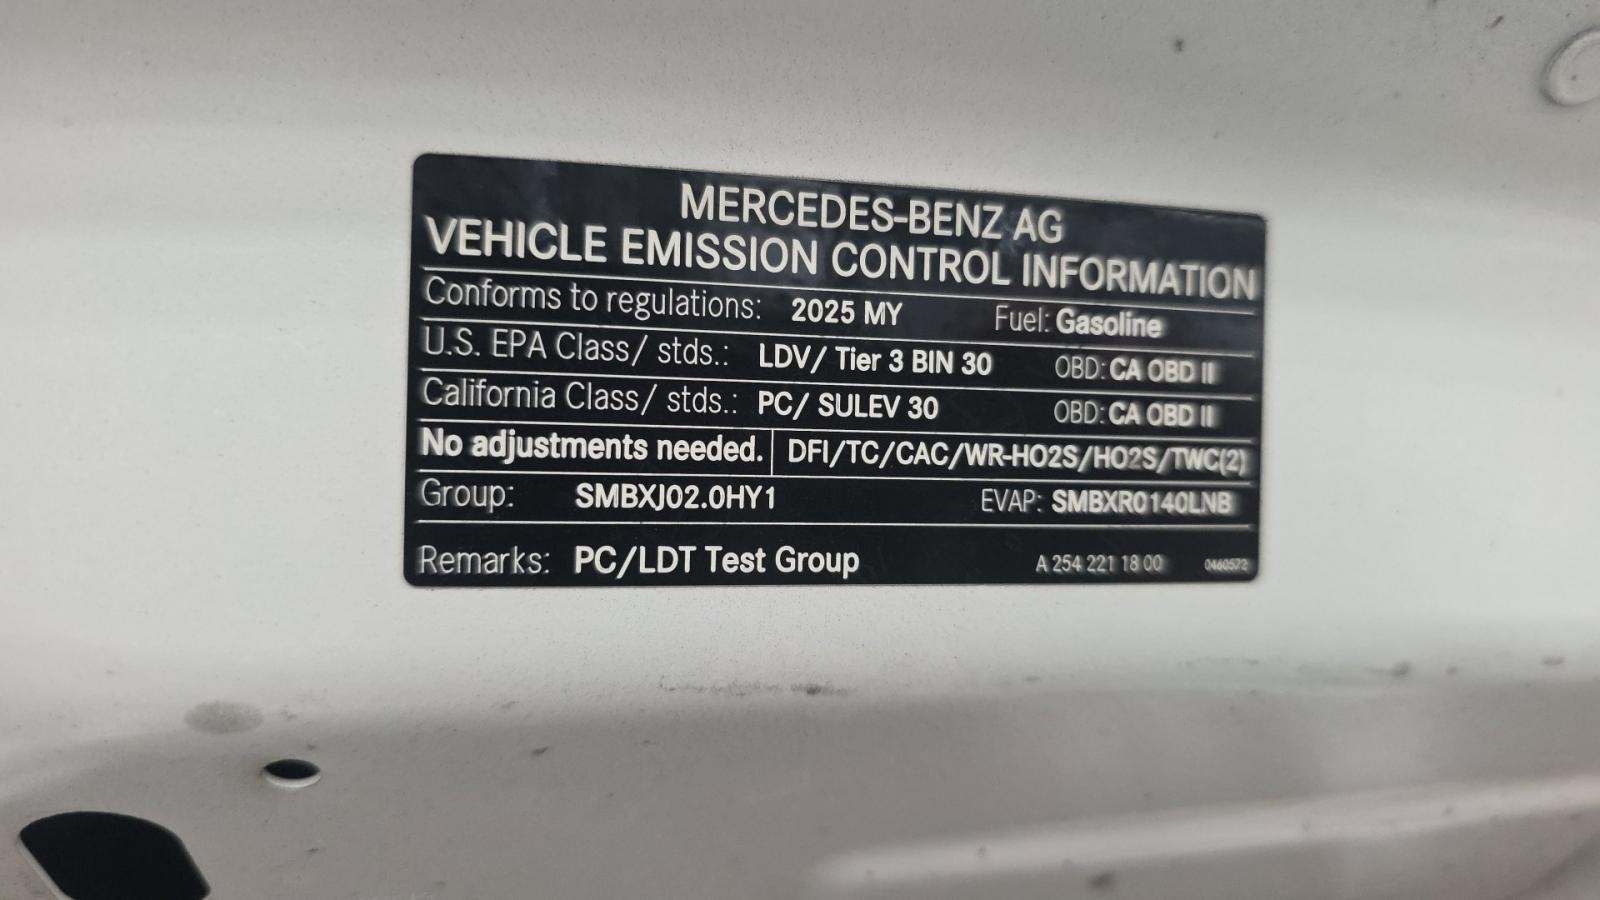 MERCEDES-BENZ AG
VEHICLE EMISSION CONTROL INFORMATION
Conforms to regulations: 2025 MY Fuel: Gasoline
U.S. EPA Class/ stds.: LDV/ Tier 3 BIN 30 OBD: CA OBD II
California Class/ stds.: PC/ SULEV 30 OBD: CA OBD II
No adjustments needed. DFI/TC/CAC/WR-HO2S/HO2S/TWC(2)
Group: SMBXJ02.0HY1 EVAP: SMBXR0140LNB
Remarks: PC/LDT Test Group A 254 221 18 00 0460572